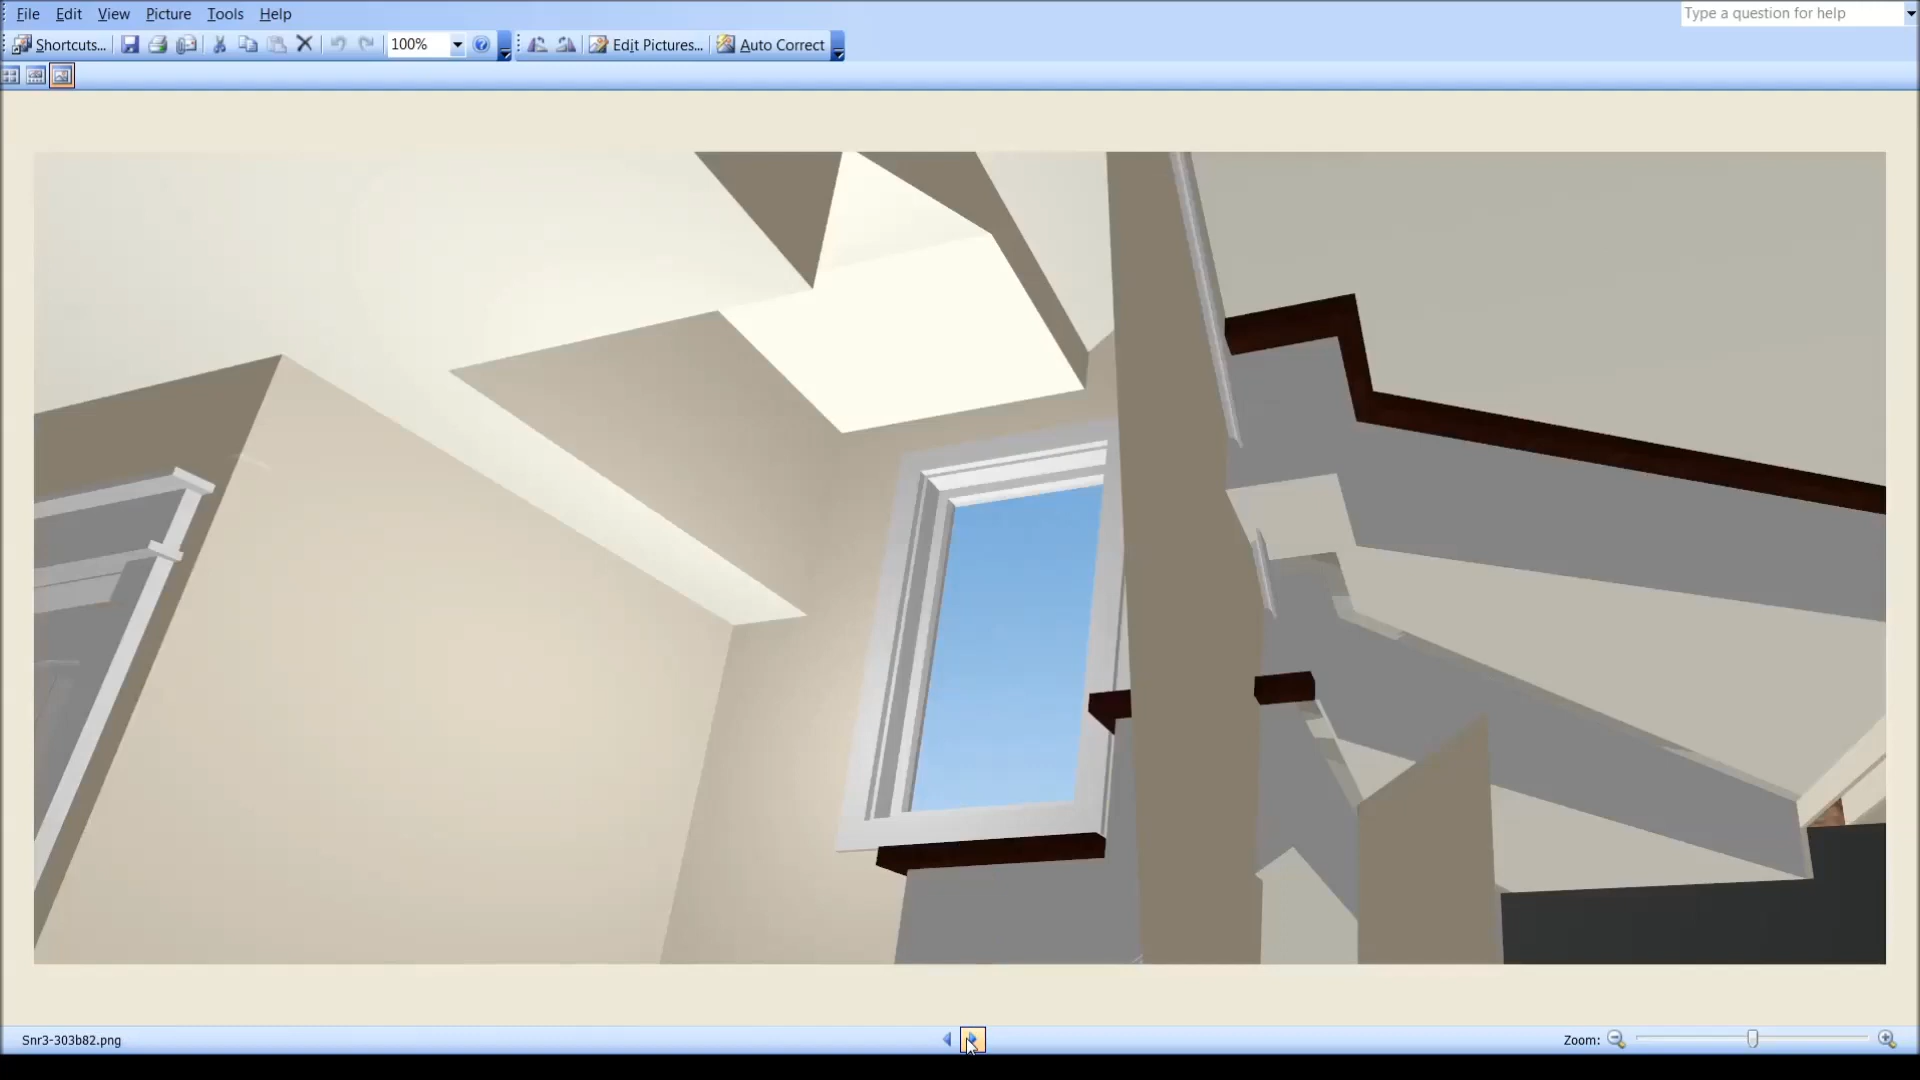 File Edit View Picture Tools Help
Type a question for help
Shortcuts... 100% Edit Pictures... Auto Correct
Snr3-303b82.png
Zoom: